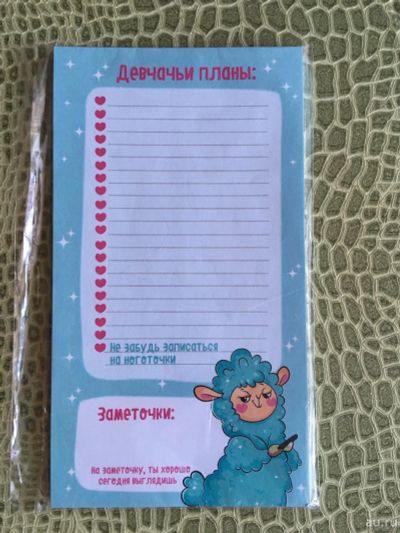 Девчачьи планы:
Не забудь записаться
на ноготочки
Заметочки:
На заметочку, ты хорошо
сегодня выглядишь
au.ru